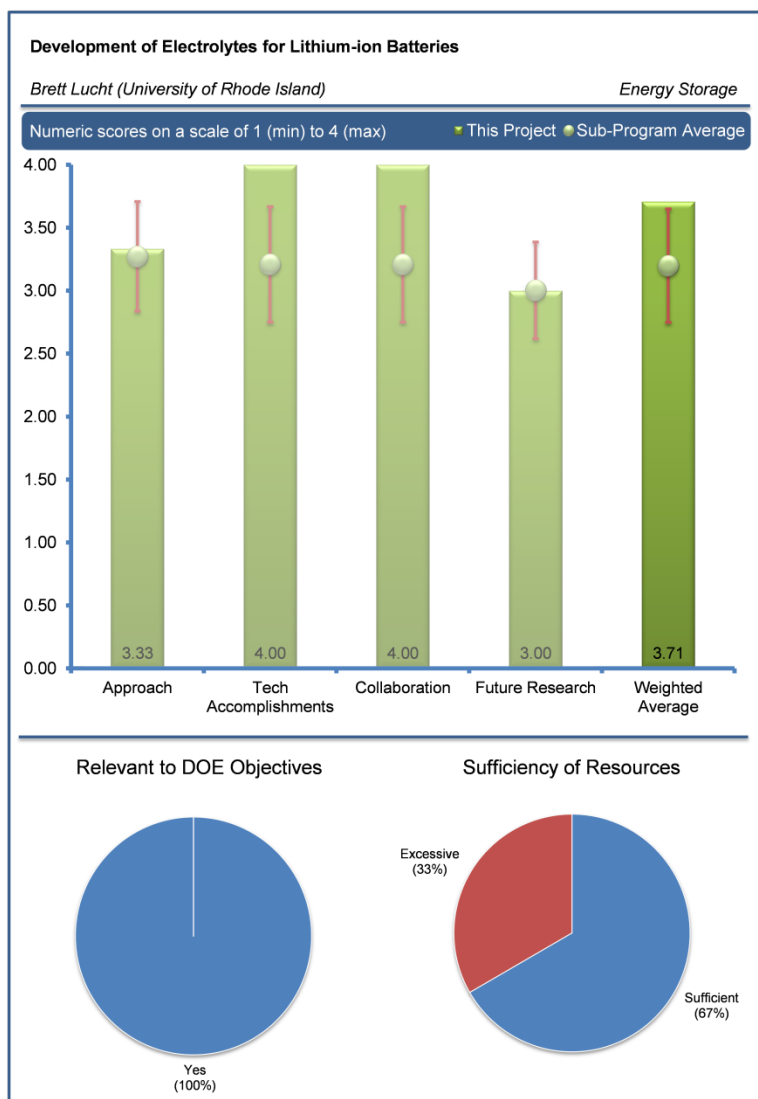 Development of Electrolytes for Lithium-ion Batteries
Brett Lucht (University of Rhode Island) Energy Storage
Numeric scores on a scale of 1 (min) to 4 (max) This Project Sub-Program Average
4.00
3.50
3.00
2.50
2.00
1.50
1.00
0.50
0.00
3.33 4.00 4.00 3.00 3.71
Approach Tech Accomplishments Collaboration Future Research Weighted Average
Relevant to DOE Objectives
Yes
(100%)
Sufficiency of Resources
Excessive
(33%)
Sufficient
(67%)